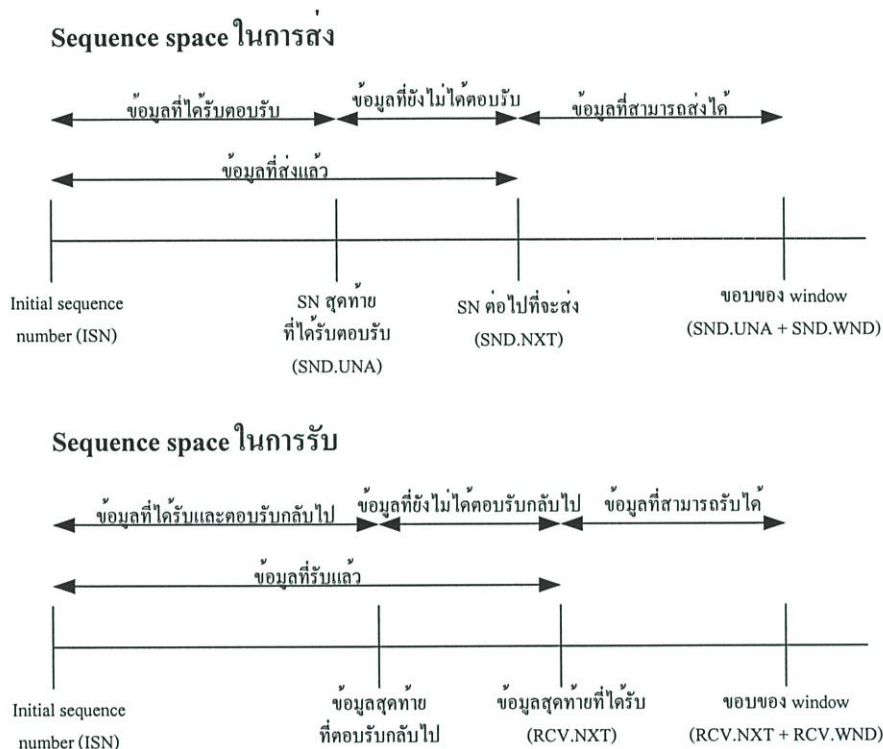 Sequence space ในการส่ง
ข้อมูลที่ได้รับตอบรับ
ข้อมูลที่ยังไม่ได้ตอบรับ
ข้อมูลที่สามารถส่งได้
ข้อมูลที่ส่งแล้ว
Initial sequence
number (ISN)
SN สุดท้าย
ที่ได้รับตอบรับ
(SND.UNA)
SN ต่อไปที่จะส่ง
(SND.NXT)
ขอบของ window
(SND.UNA + SND.WND)
Sequence space ในการรับ
ข้อมูลที่ได้รับและตอบรับกลับไป
ข้อมูลที่ยังไม่ได้ตอบรับกลับไป
ข้อมูลที่สามารถรับได้
ข้อมูลที่รับแล้ว
Initial sequence
number (ISN)
ข้อมูลสุดท้าย
ที่ตอบรับกลับไป
ข้อมูลสุดท้ายที่ได้รับ
(RCV.NXT)
ขอบของ window
(RCV.NXT + RCV.WND)